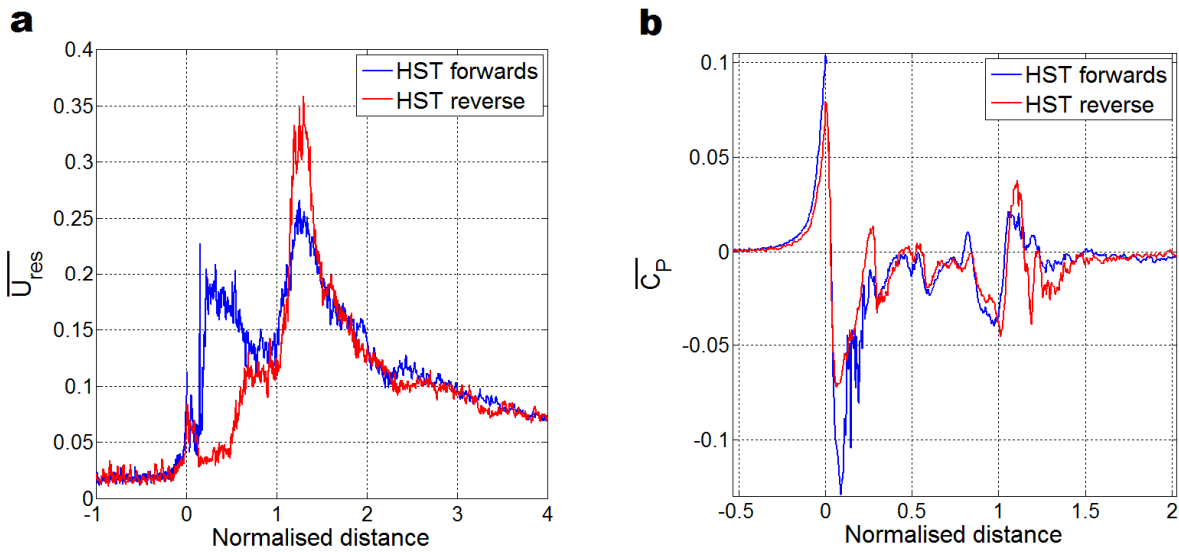 a
0.4
0.35
0.3
0.25
0.2
0.15
0.1
0.05
0
-1
0
1
2
3
4
U̅res
Normalised distance
HST forwards
HST reverse
b
0.1
0.05
0
-0.05
-0.1
-0.5
0
0.5
1
1.5
2
C̅P
Normalised distance
HST forwards
HST reverse